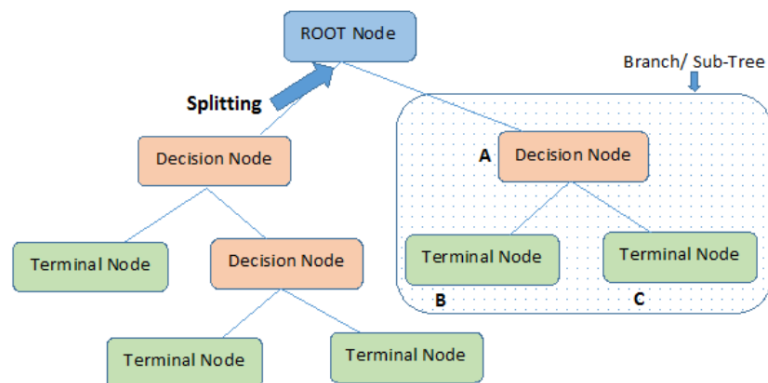 ROOT Node
Branch/ Sub-Tree
Splitting
Decision Node
A
Decision Node
Terminal Node
Decision Node
Terminal Node
Terminal Node
B
C
Terminal Node
Terminal Node